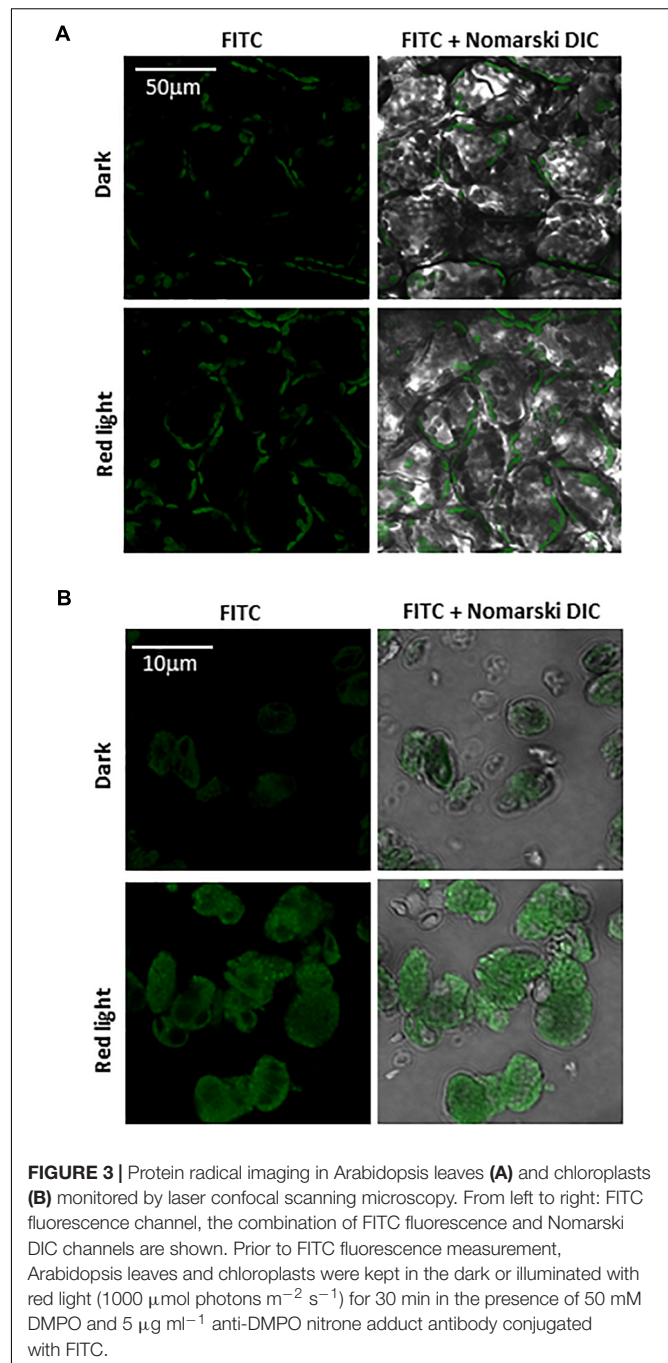 A
FITC
FITC + Nomarski DIC
50µm
Dark
Red light
B
FITC
FITC + Nomarski DIC
10µm
Dark
Red light
FIGURE 3 | Protein radical imaging in Arabidopsis leaves (A) and chloroplasts
(B) monitored by laser confocal scanning microscopy. From left to right: FITC
fluorescence channel, the combination of FITC fluorescence and Nomarski
DIC channels are shown. Prior to FITC fluorescence measurement,
Arabidopsis leaves and chloroplasts were kept in the dark or illuminated with
red light (1000 µmol photons m⁻² s⁻¹) for 30 min in the presence of 50 mM
DMPO and 5 µg ml⁻¹ anti-DMPO nitrone adduct antibody conjugated
with FITC.